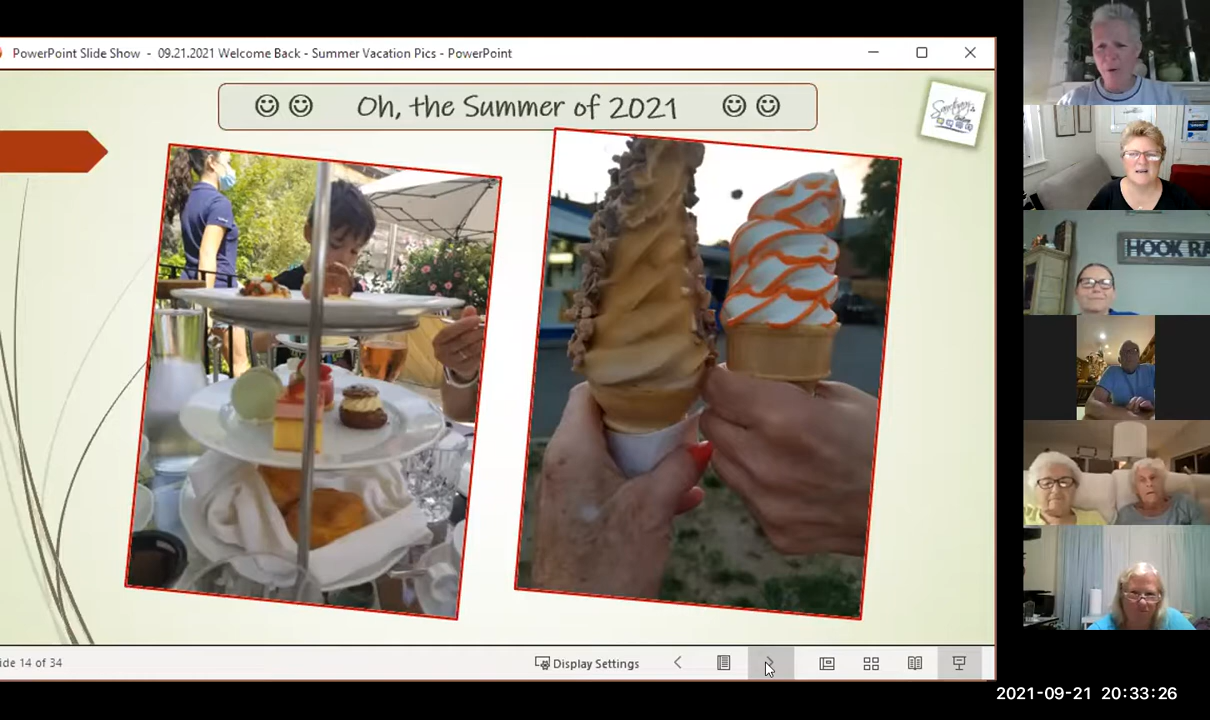 PowerPoint Slide Show - 09.21.2021 Welcome Back - Summer Vacation Pics - PowerPoint
Oh, the Summer of 2021
HOOK RA
ide 14 of 34
Display Settings
2021-09-21 20:33:26